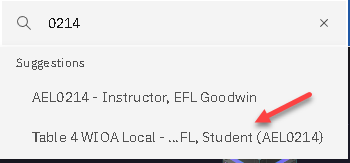 0214
Suggestions
AEL0214 - Instructor, EFL Goodwin
Table 4 WIOA Local - ...FL, Student (AEL0214)